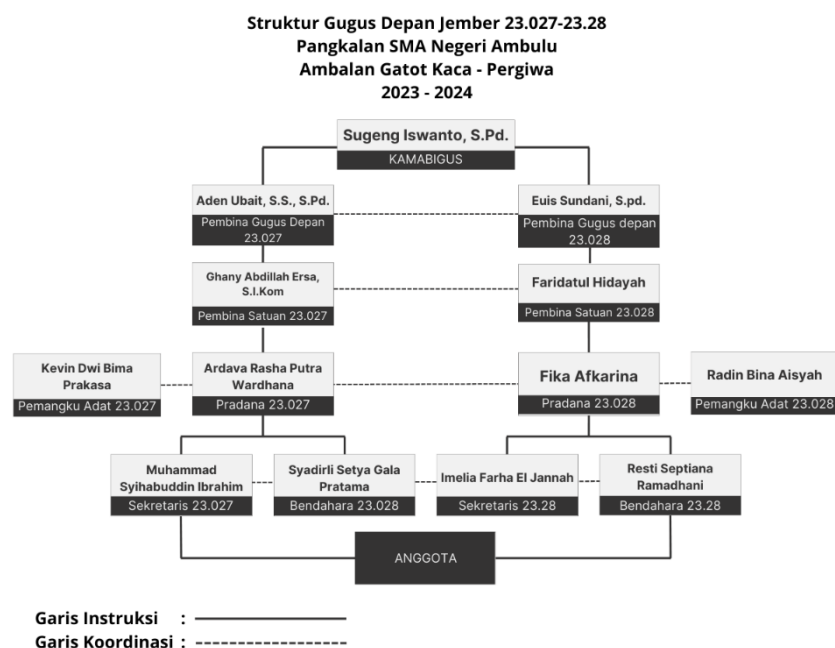 Struktur Gugus Depan Jember 23.027-23.28
Pangkalan SMA Negeri Ambulu
Ambalan Gatot Kaca - Pergiwa
2023 - 2024
Sugeng Iswanto, S.Pd.
KAMABIGUS
Aden Ubait, S.S., S.Pd.
Pembina Gugus Depan
23.027
Euis Sundani, S.pd.
Pembina Gugus depan
23.028
Ghany Abdillah Ersa,
S.I.Kom
Pembina Satuan 23.027
Faridatul Hidayah
Pembina Satuan 23.028
Kevin Dwi Bima
Prakasa
Pemangku Adat 23.027
Ardava Rasha Putra
Wardhana
Pradana 23.027
Fika Afkarina
Pradana 23.028
Radin Bina Aisyah
Pemangku Adat 23.028
Muhammad
Syihabuddin Ibrahim
Sekretaris 23.027
Syadirli Setya Gala
Pratama
Bendahara 23.028
Imelia Farha El Jannah
Sekretaris 23.28
Resti Septiana
Ramadhani
Bendahara 23.28
ANGGOTA
Garis Instruksi :
Garis Koordinasi :